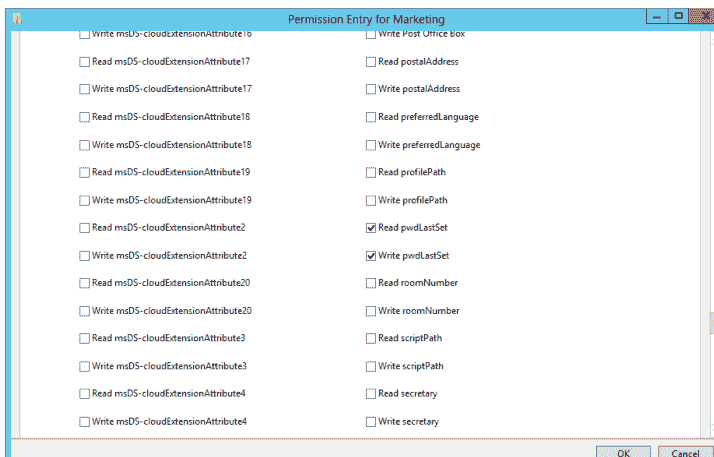 Permission Entry for Marketing
Write msDS-cloudExtensionAttribute16
Write Post Office Box
Read msDS-cloudExtensionAttribute17
Read postalAddress
Write msDS-cloudExtensionAttribute17
Write postalAddress
Read msDS-cloudExtensionAttribute18
Read preferredLanguage
Write msDS-cloudExtensionAttribute18
Write preferredLanguage
Read msDS-cloudExtensionAttribute19
Read profilePath
Write msDS-cloudExtensionAttribute19
Write profilePath
Read msDS-cloudExtensionAttribute2
Read pwdLastSet
Write msDS-cloudExtensionAttribute2
Write pwdLastSet
Read msDS-cloudExtensionAttribute20
Read roomNumber
Write msDS-cloudExtensionAttribute20
Write roomNumber
Read msDS-cloudExtensionAttribute3
Read scriptPath
Write msDS-cloudExtensionAttribute3
Write scriptPath
Read msDS-cloudExtensionAttribute4
Read secretary
Write msDS-cloudExtensionAttribute4
Write secretary
OK
Cancel